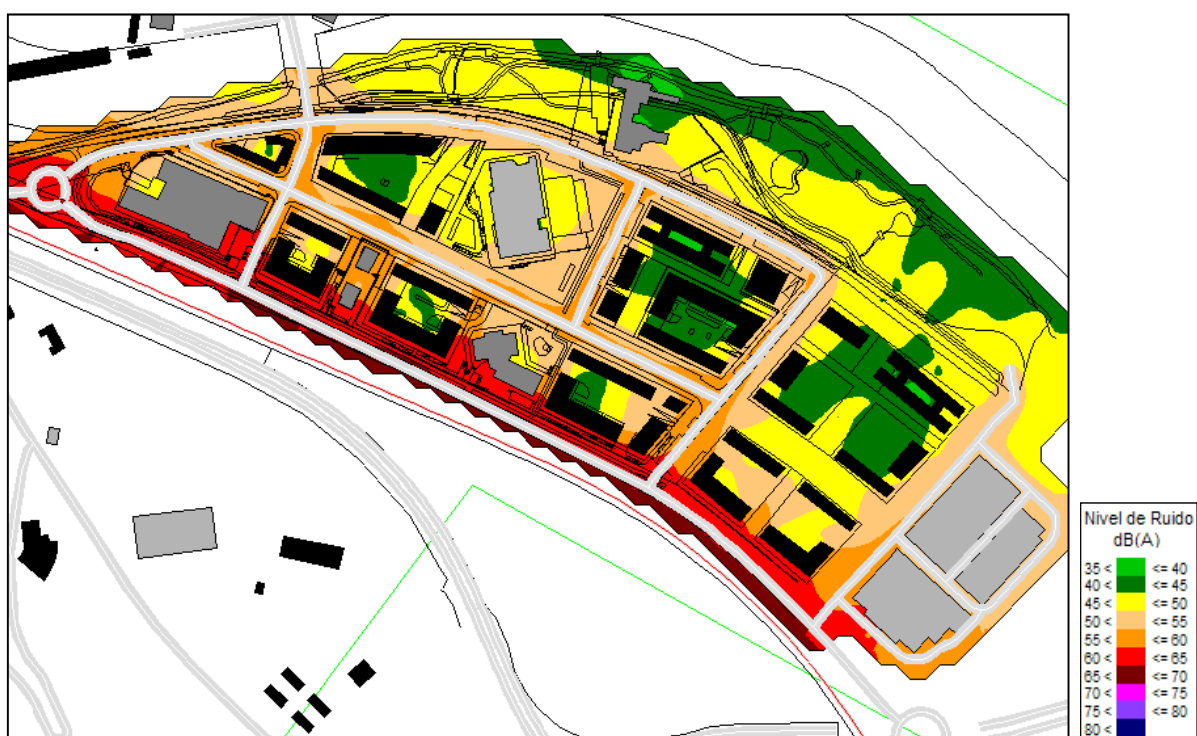 Nivel de Ruido
dB(A)
35 < <= 40
40 < <= 45
45 < <= 50
50 < <= 55
55 < <= 60
60 < <= 65
65 < <= 70
70 < <= 75
75 < <= 80
80 <